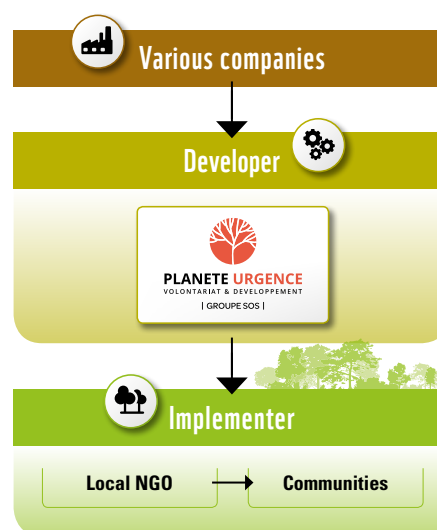 Various companies
Developer
PLANETE URGENCE
VOLONTARIAT & DEVELOPPEMENT
| GROUPE SOS |
Implementer
Local NGO
Communities